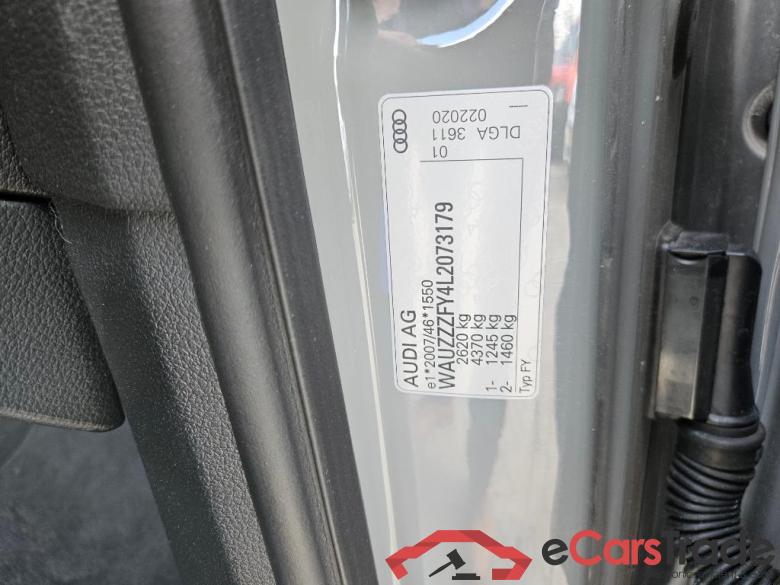 AUDI AG
e1*2007/46*1550
WAUZZZFY4L2073179
2620 kg
4370 kg
1- 1245 kg
2- 1460 kg
Typ FY
01
DLGA 3611
022020
eCarsTrade